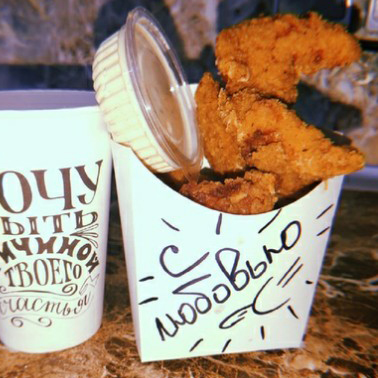 ОЧУ
ЫТЬ
ИЧИНОЙ
ТВОЕГО
счастья
С
любовью